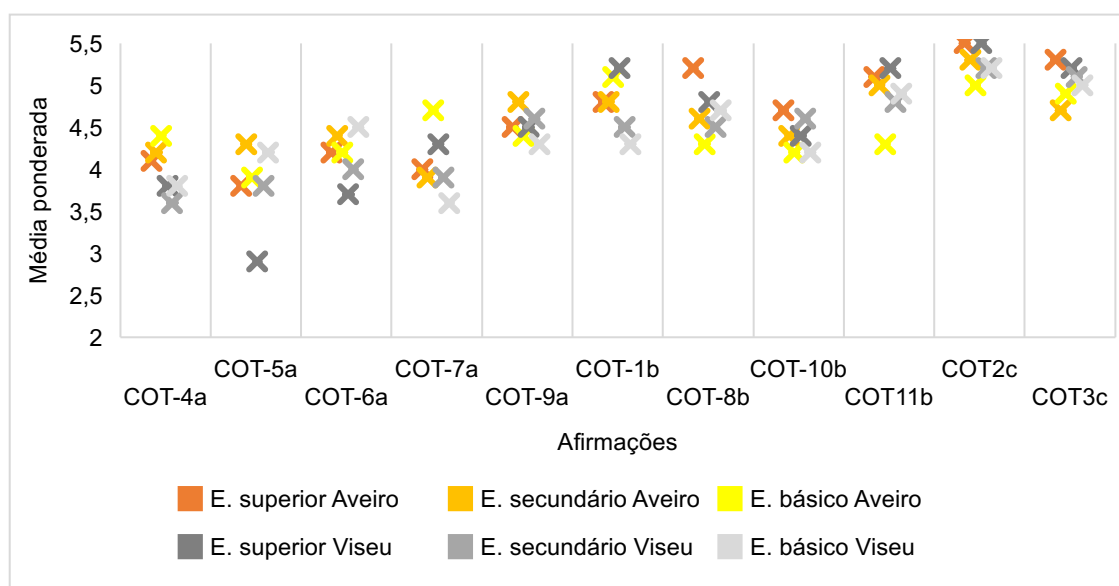 Média ponderada
5,5
5
4,5
4
3,5
3
2,5
2
COT-5a COT-7a COT-1b COT-10b COT2c
COT-4a COT-6a COT-9a COT-8b COT11b COT3c
Afirmações
E. superior Aveiro E. secundário Aveiro E. básico Aveiro
E. superior Viseu E. secundário Viseu E. básico Viseu